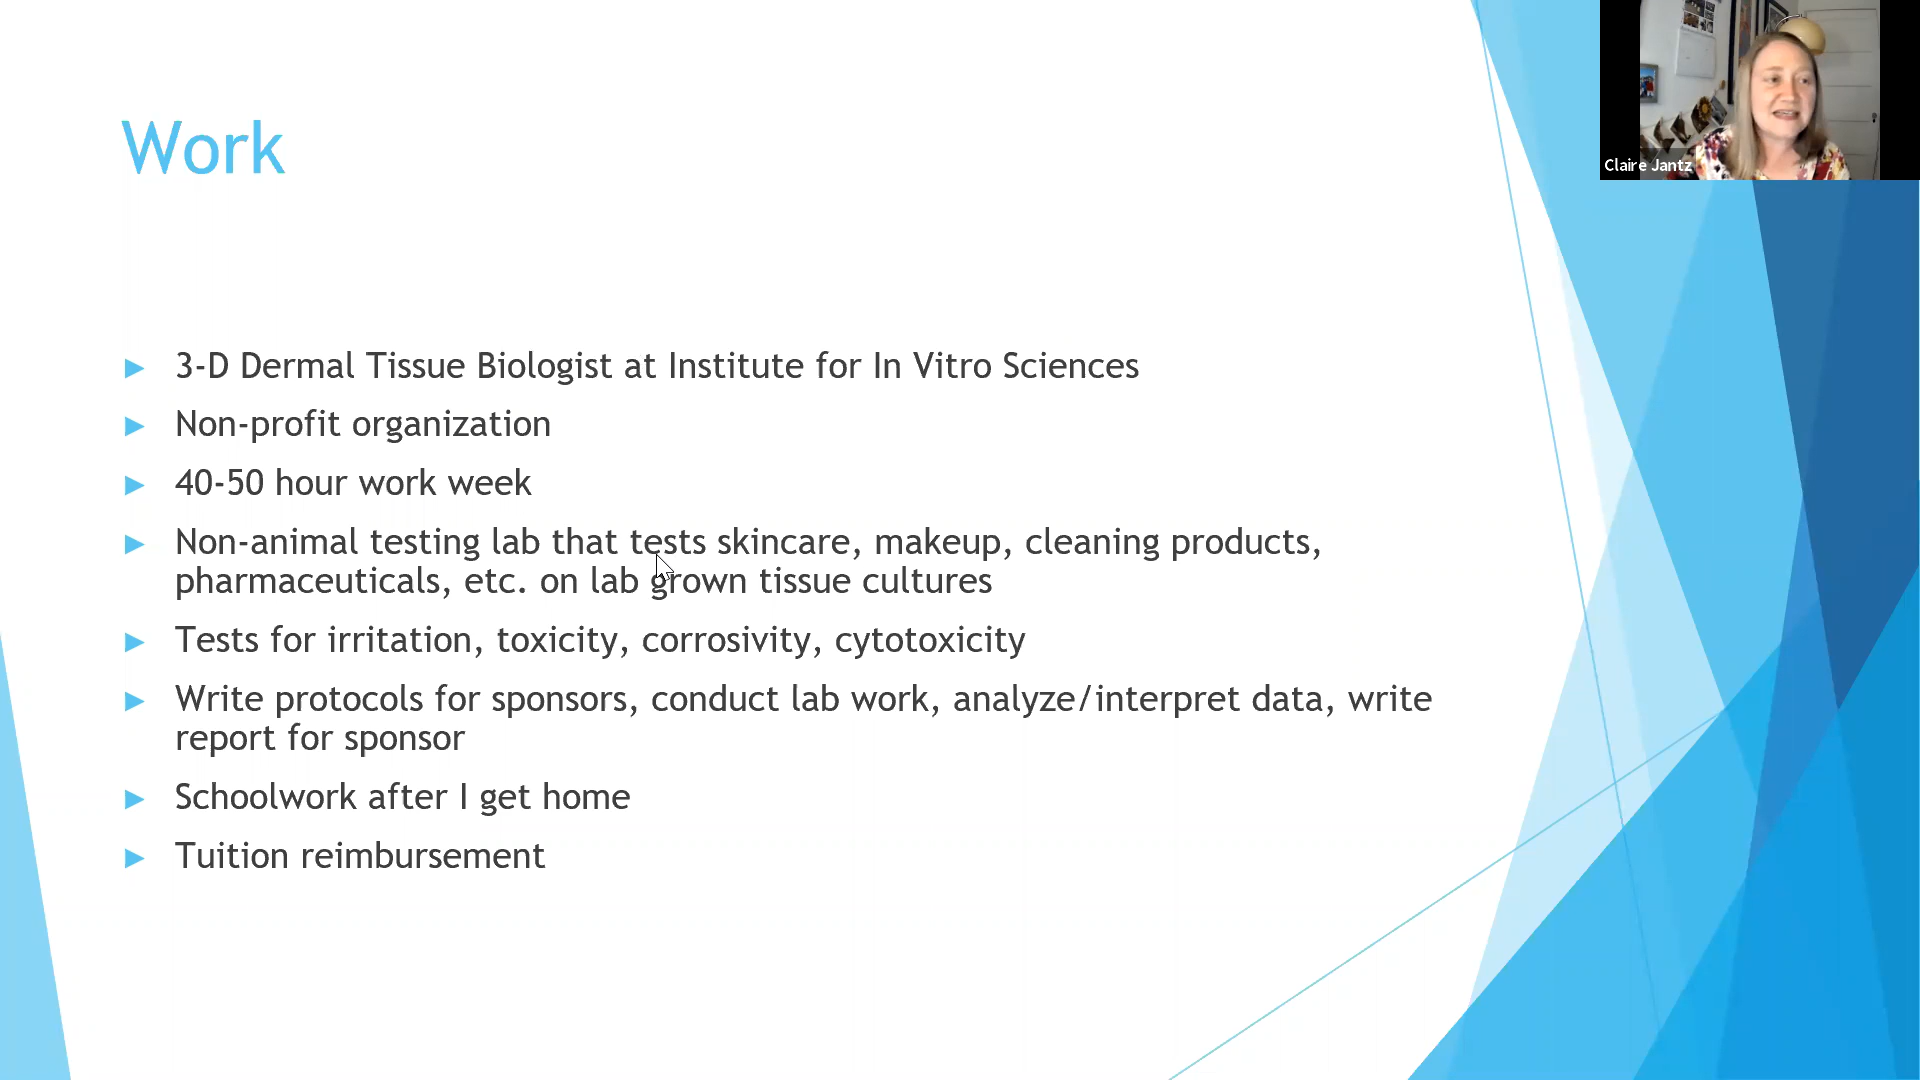 Claire Jantz
Work
3-D Dermal Tissue Biologist at Institute for In Vitro Sciences
Non-profit organization
40-50 hour work week
Non-animal testing lab that tests skincare, makeup, cleaning products,
pharmaceuticals, etc. on lab grown tissue cultures
Tests for irritation, toxicity, corrosivity, cytotoxicity
Write protocols for sponsors, conduct lab work, analyze/interpret data, write
report for sponsor
Schoolwork after I get home
Tuition reimbursement